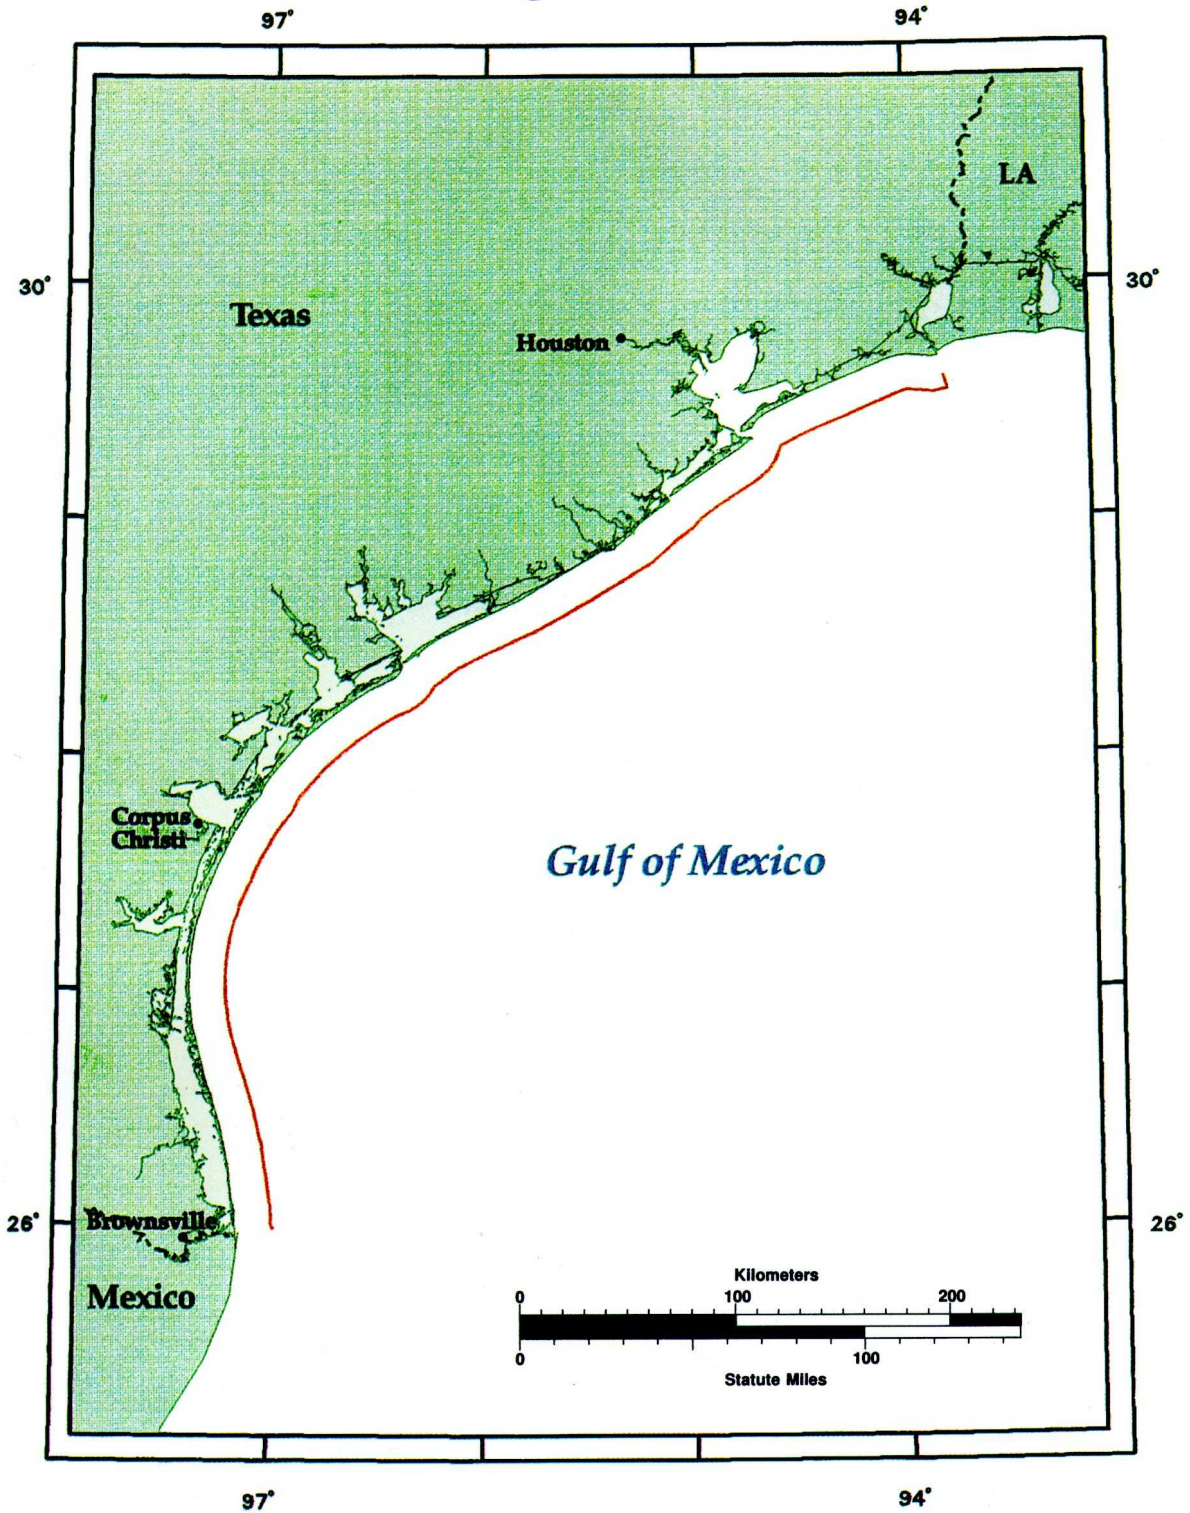 97° 94°
LA
30° 30°
Texas
Houston
Corpus
Christi
Gulf of Mexico
26° Brownsville 26°
Mexico
Kilometers
0 100 200
0 100
Statute Miles
97° 94°